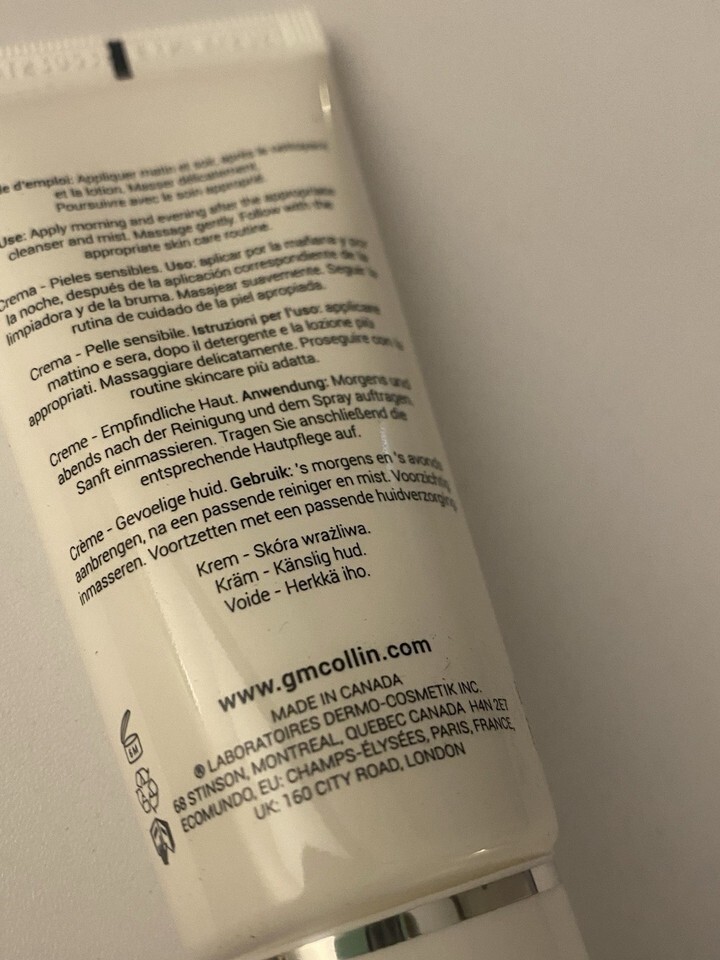 e d'emploi: Appliquer matin et soir, après le nettoyant
et la lotion. Masser délicatement.
Poursuivre avec le soin approprié.
Use: Apply morning and evening after the appropriate
cleanser and mist. Massage gently. Follow with the
appropriate skin care routine.
Crema - Pieles sensibles. Uso: aplicar por la mañana y por
la noche, después de la aplicación correspondiente de la
limpiadora y de la bruma. Masajear suavemente. Seguir la
rutina de cuidado de la piel apropiada.
Crema - Pelle sensibile. Istruzioni per l'uso: applicare
mattino e sera, dopo il detergente e la lozione più
appropriati. Massaggiare delicatamente. Proseguire con la
routine skincare più adatta.
Creme - Empfindliche Haut. Anwendung: Morgens und
abends nach der Reinigung und dem Spray auftragen.
Sanft einmassieren. Tragen Sie anschließend die
entsprechende Hautpflege auf.
Crème - Gevoelige huid. Gebruik: 's morgens en 's avonds
aanbrengen, na een passende reiniger en mist. Voorzichtig
inmasseren. Voortzetten met een passende huidverzorging
Krem - Skóra wrażliwa.
Kräm - Känslig hud.
Voide - Herkkä iho.
www.gmcollin.com
MADE IN CANADA
® LABORATOIRES DERMO-COSMETIK INC.
68 STINSON, MONTREAL, QUEBEC CANADA H4N 2E7
ECOMUNDO, EU: CHAMPS-ÉLYSÉES, PARIS, FRANCE,
UK: 160 CITY ROAD, LONDON